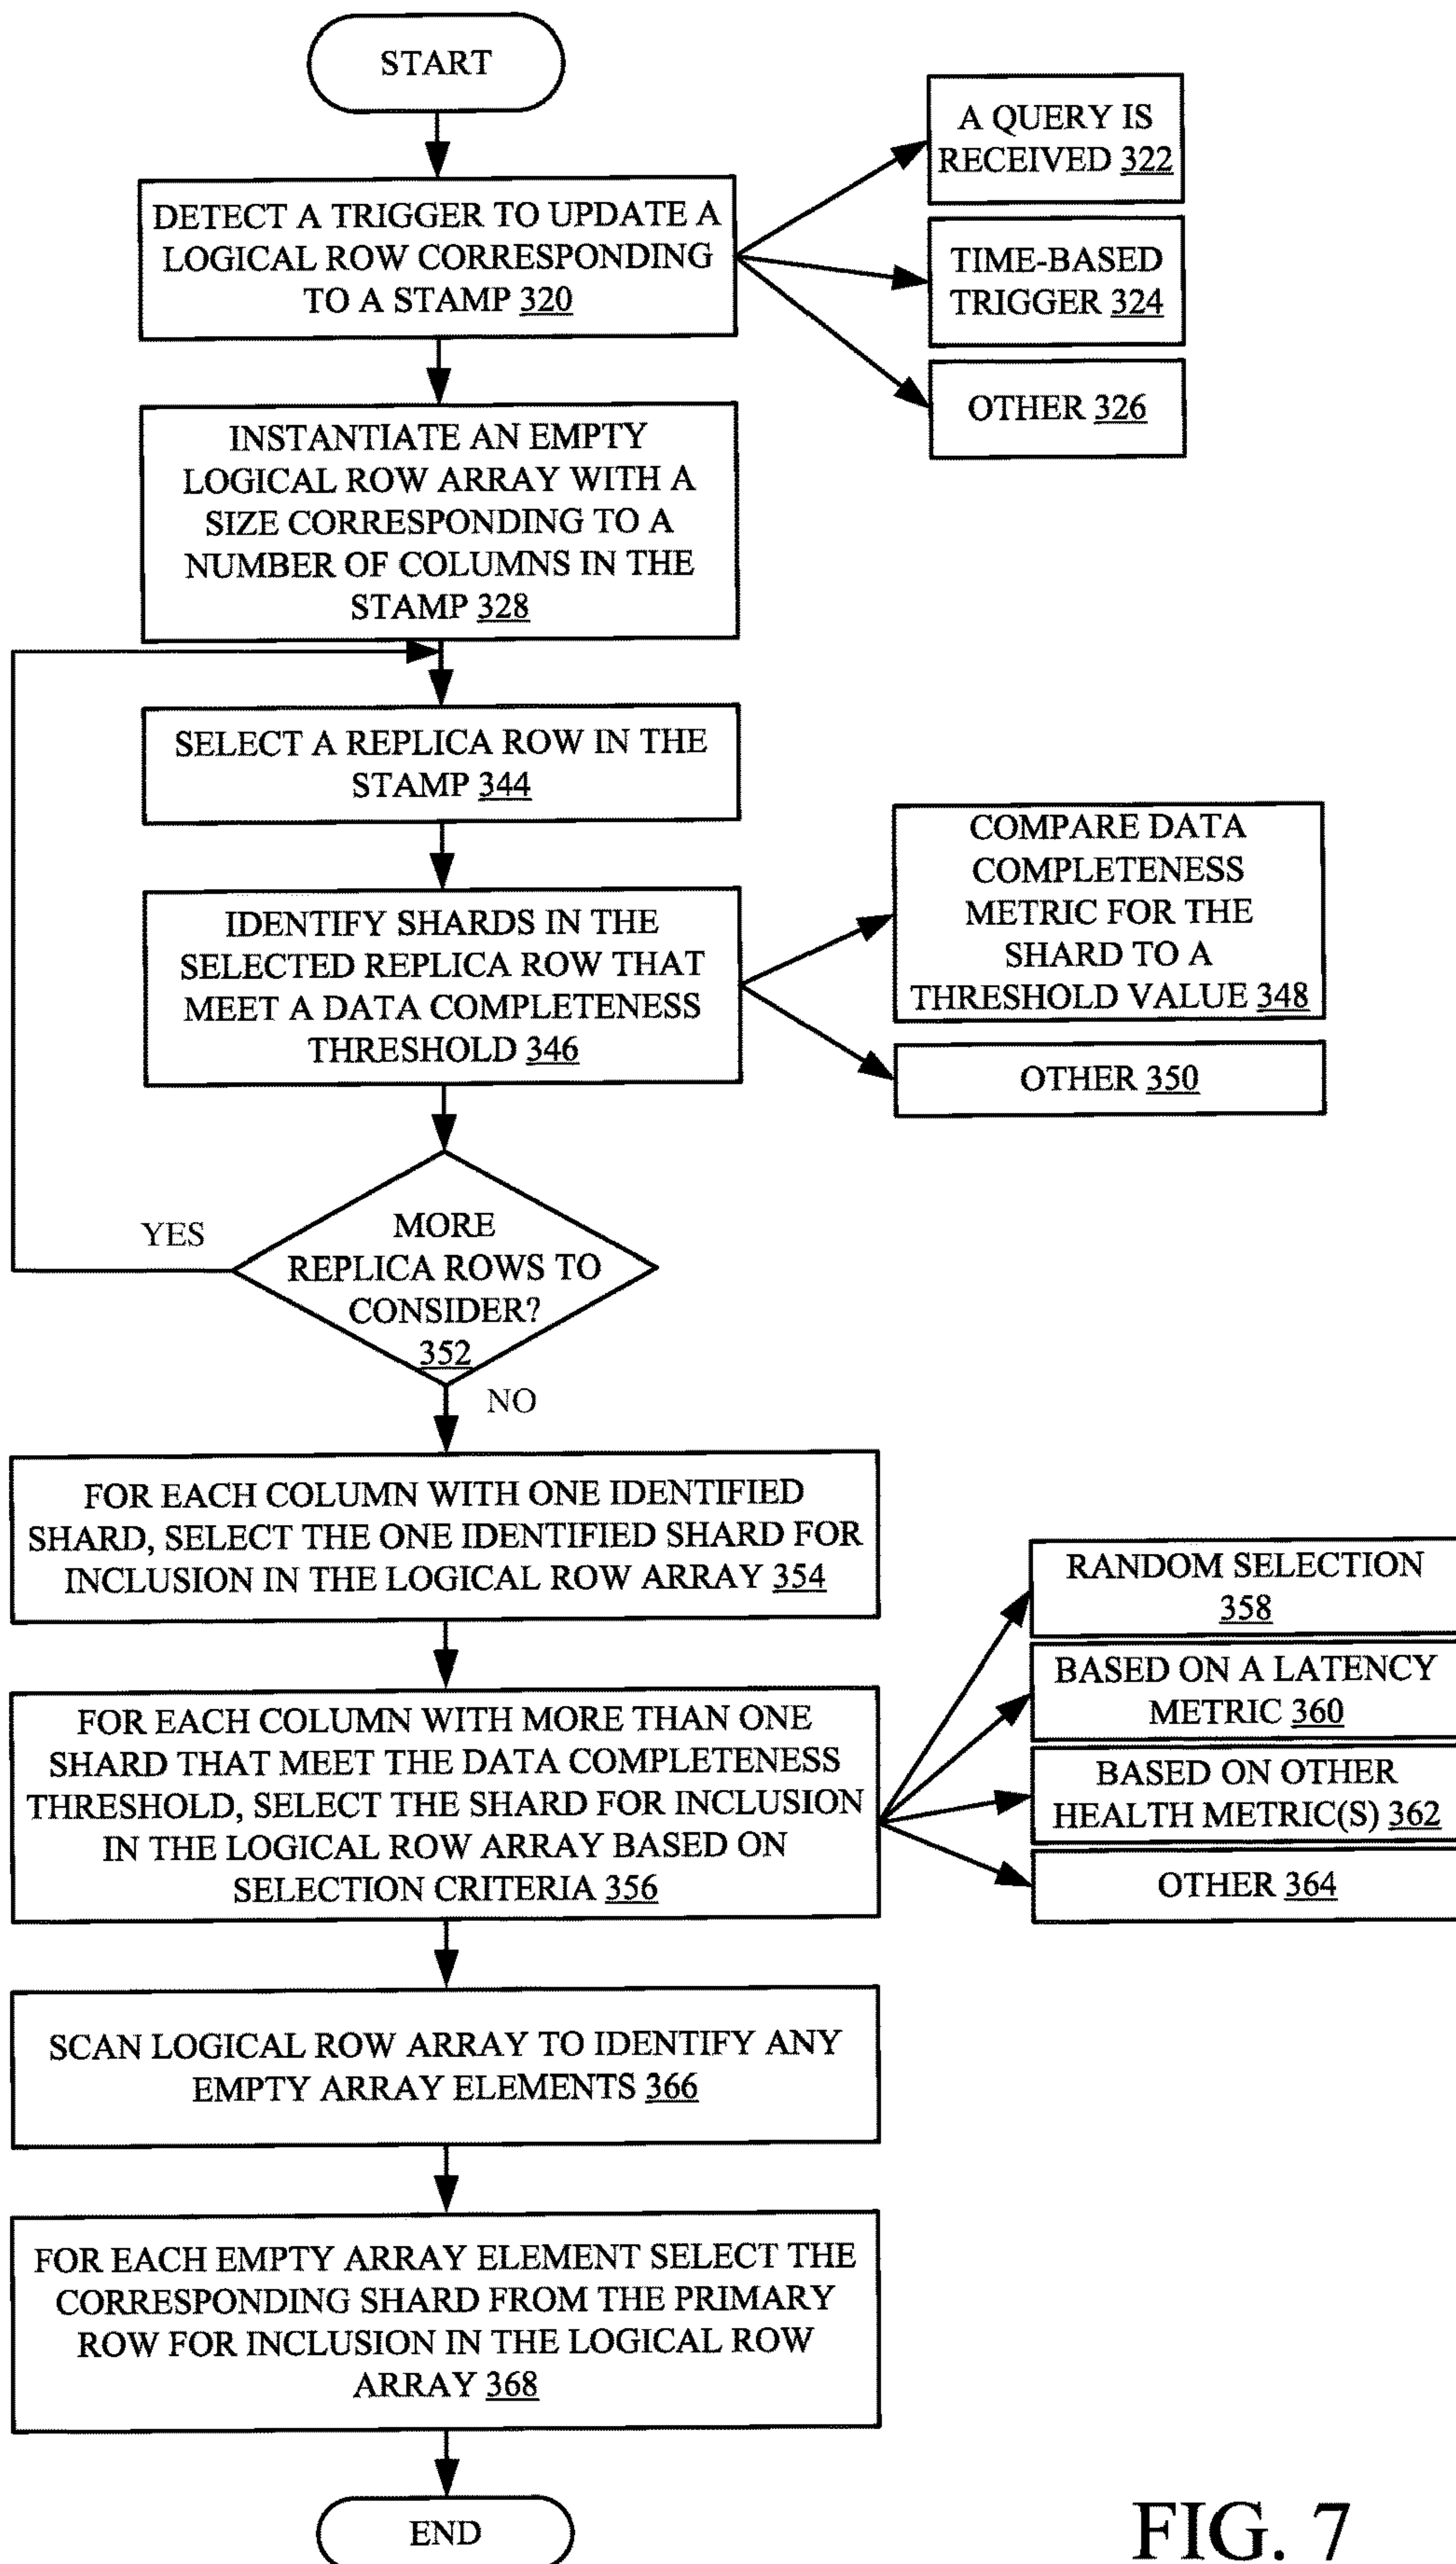 START
DETECT A TRIGGER TO UPDATE A
LOGICAL ROW CORRESPONDING
TO A STAMP 320
A QUERY IS
RECEIVED 322
TIME-BASED
TRIGGER 324
OTHER 326
INSTANTIATE AN EMPTY
LOGICAL ROW ARRAY WITH A
SIZE CORRESPONDING TO A
NUMBER OF COLUMNS IN THE
STAMP 328
SELECT A REPLICA ROW IN THE
STAMP 344
IDENTIFY SHARDS IN THE
SELECTED REPLICA ROW THAT
MEET A DATA COMPLETENESS
THRESHOLD 346
COMPARE DATA
COMPLETENESS
METRIC FOR THE
SHARD TO A
THRESHOLD VALUE 348
OTHER 350
YES
MORE
REPLICA ROWS TO
CONSIDER?
352
NO
FOR EACH COLUMN WITH ONE IDENTIFIED
SHARD, SELECT THE ONE IDENTIFIED SHARD FOR
INCLUSION IN THE LOGICAL ROW ARRAY 354
FOR EACH COLUMN WITH MORE THAN ONE
SHARD THAT MEET THE DATA COMPLETENESS
THRESHOLD, SELECT THE SHARD FOR INCLUSION
IN THE LOGICAL ROW ARRAY BASED ON
SELECTION CRITERIA 356
RANDOM SELECTION
358
BASED ON A LATENCY
METRIC 360
BASED ON OTHER
HEALTH METRIC(S) 362
OTHER 364
SCAN LOGICAL ROW ARRAY TO IDENTIFY ANY
EMPTY ARRAY ELEMENTS 366
FOR EACH EMPTY ARRAY ELEMENT SELECT THE
CORRESPONDING SHARD FROM THE PRIMARY
ROW FOR INCLUSION IN THE LOGICAL ROW
ARRAY 368
END
FIG. 7